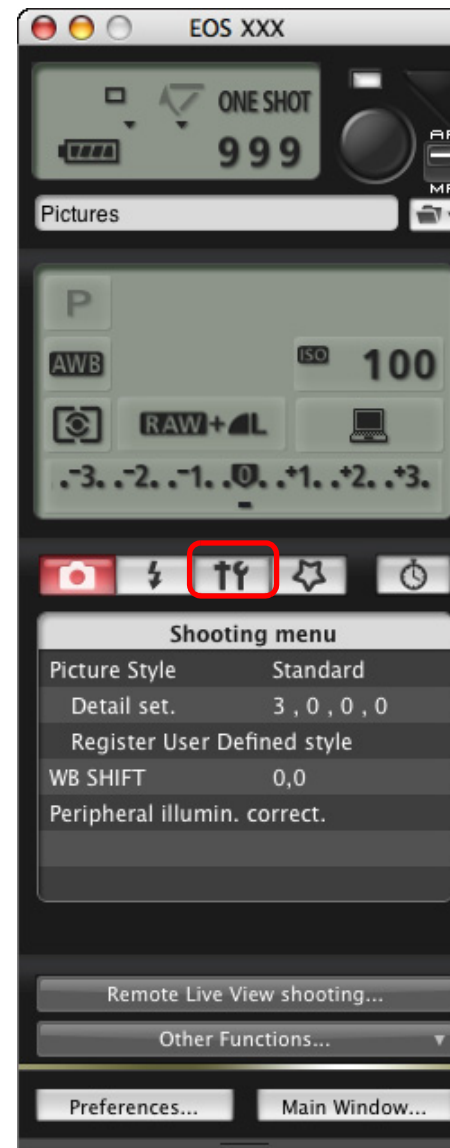 EOS XXX
ONE SHOT
999
AF
MF
Pictures
P
AWB
ISO 100
RAW+L
.-3. .-2. .-1. .0. .+1. .+2. .+3.
Shooting menu
Picture Style Standard
Detail set. 3 , 0 , 0 , 0
Register User Defined style
WB SHIFT 0,0
Peripheral illumin. correct.
Remote Live View shooting...
Other Functions...
Preferences... Main Window...